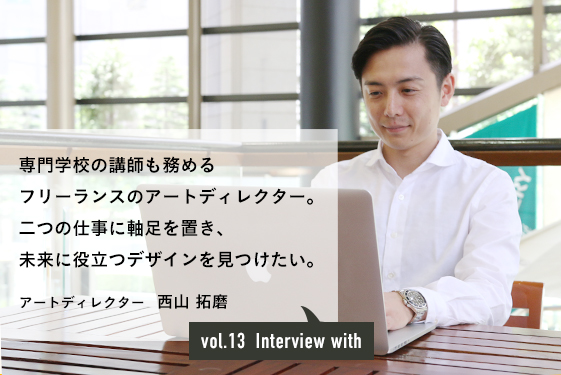 専門学校の講師も務める
フリーランスのアートディレクター。
二つの仕事に軸足を置き、
未来に役立つデザインを見つけたい。
アートディレクター 西山 拓磨
vol.13 Interview with